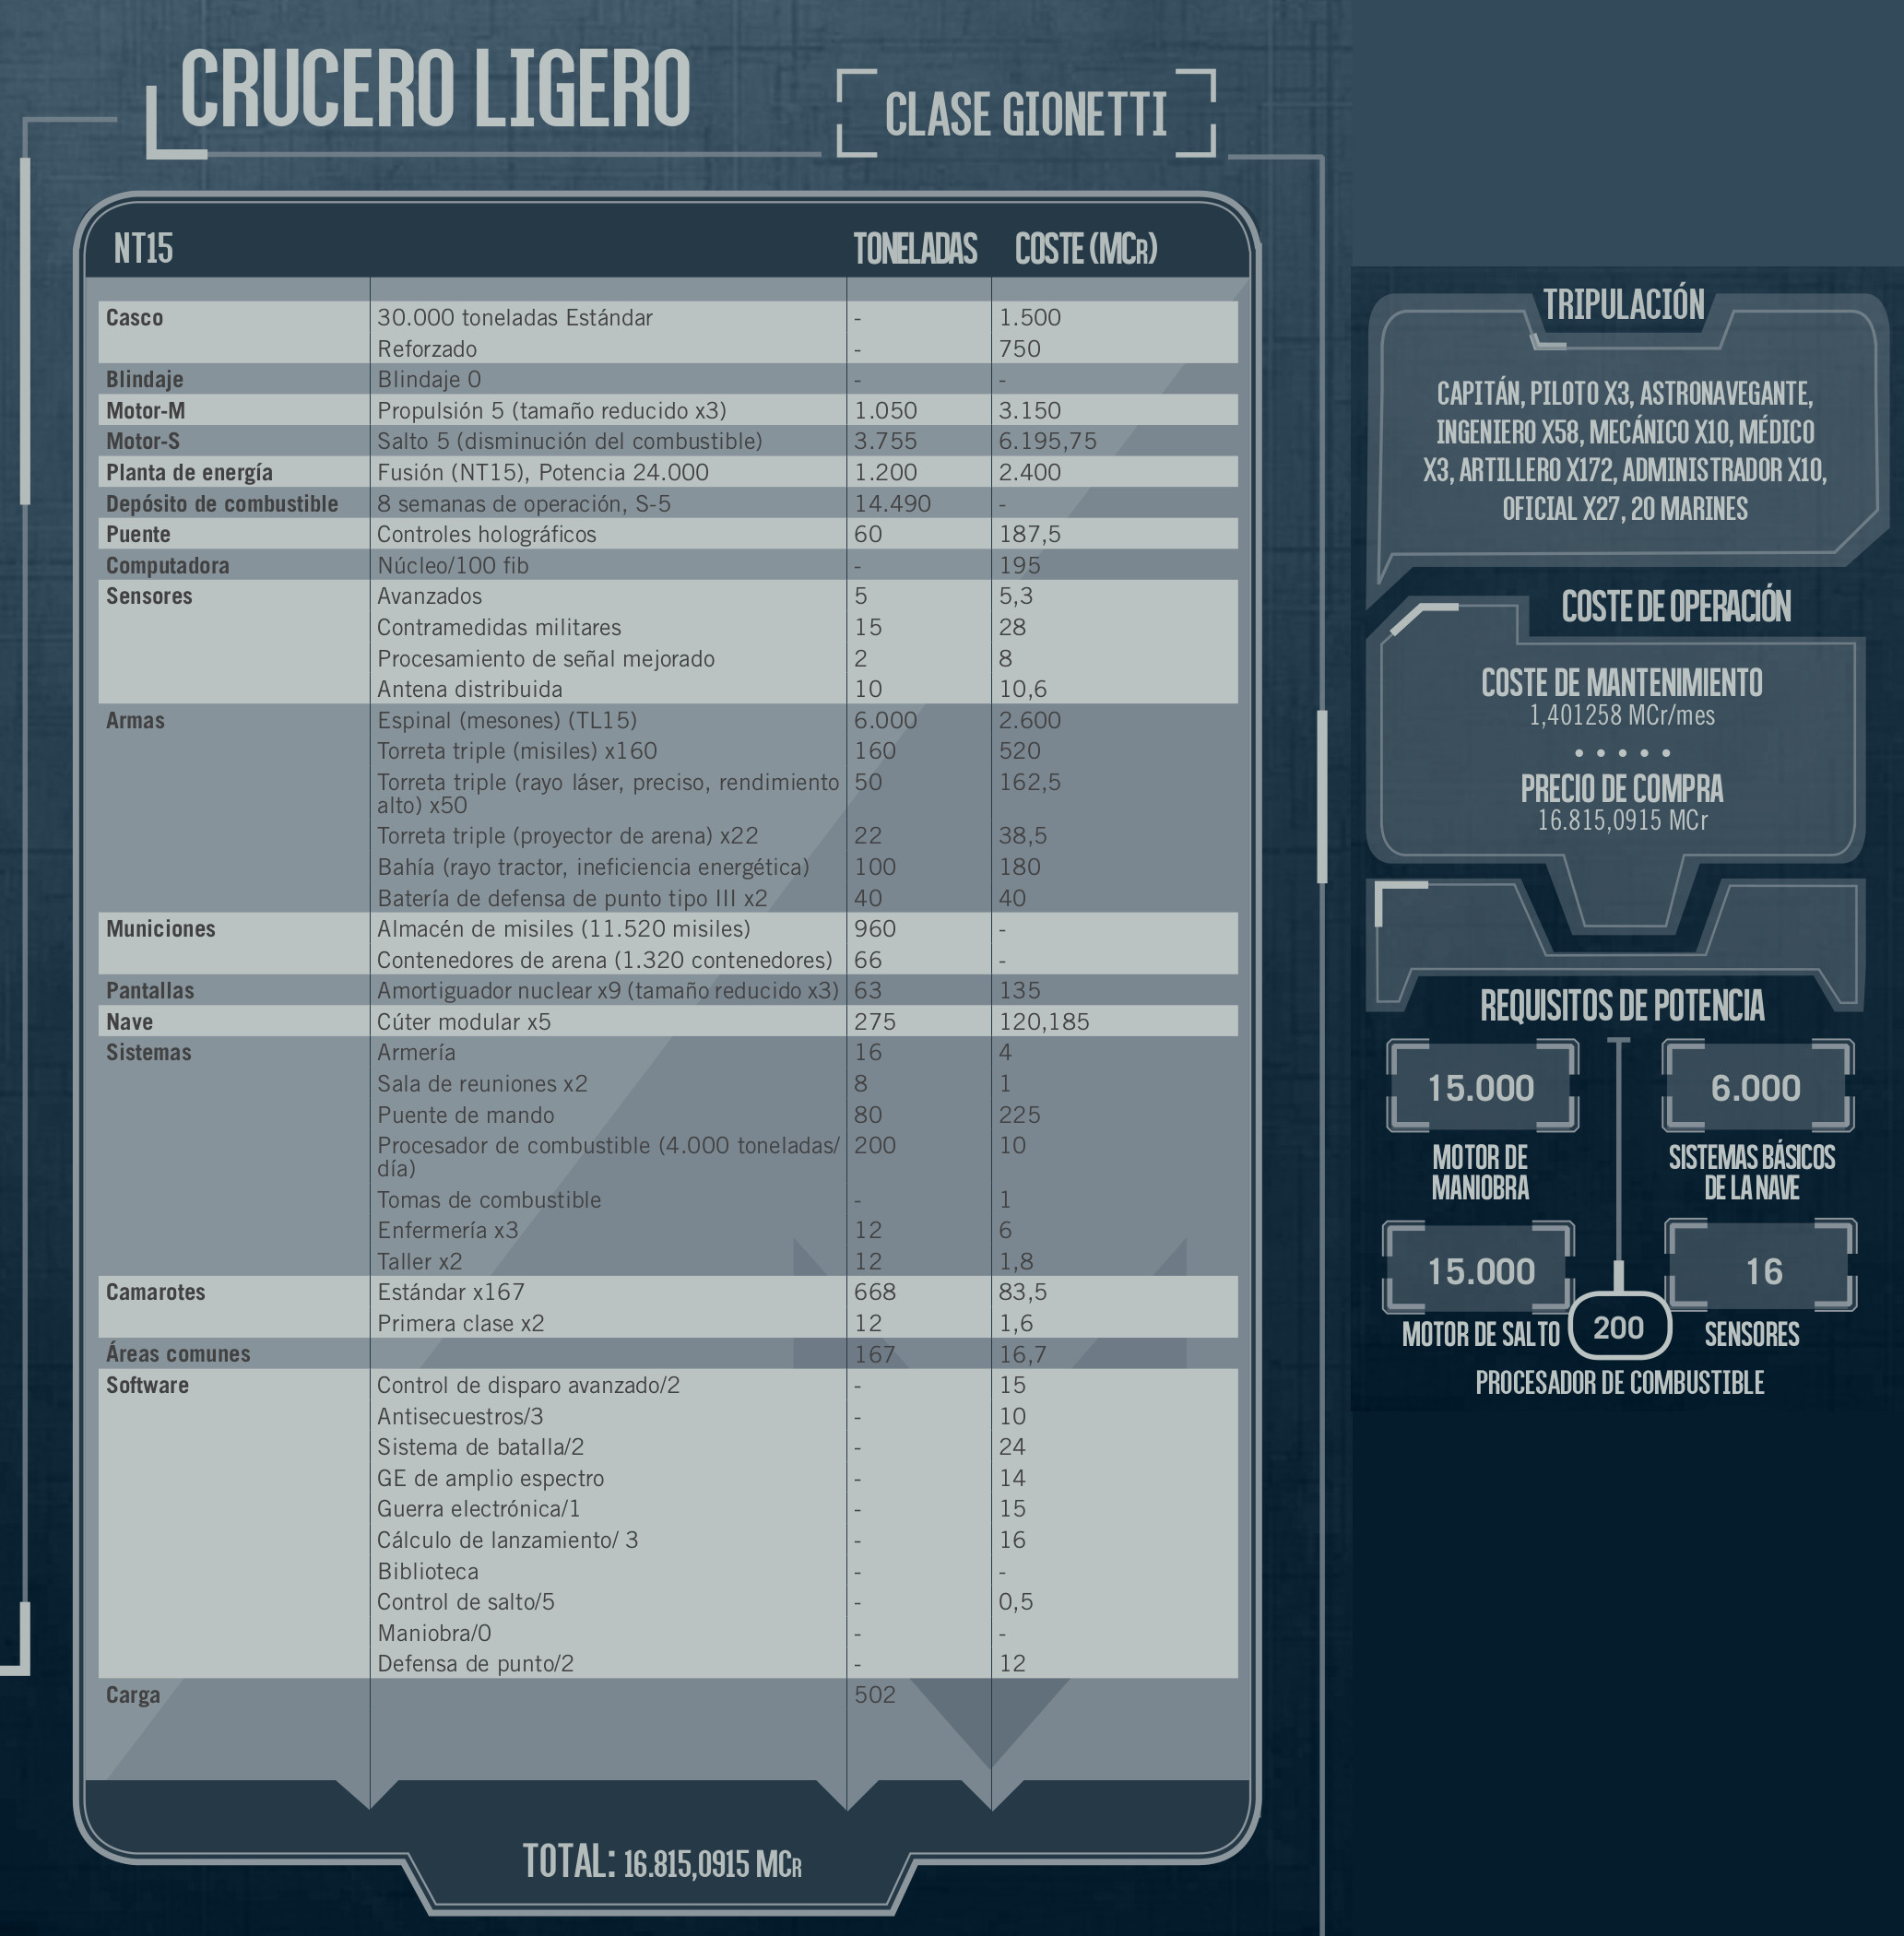 CRUCERO LIGERO
CLASE GIONETTI
NT15 TONELADAS COSTE (MCR)
Casco 30.000 toneladas Estándar - 1.500
Reforzado - 750
Blindaje Blindaje 0 - -
Motor-M Propulsión 5 (tamaño reducido x3) 1.050 3.150
Motor-S Salto 5 (disminución del combustible) 3.755 6.195,75
Planta de energía Fusión (NT15), Potencia 24.000 1.200 2.400
Depósito de combustible 8 semanas de operación, S-5 14.490 -
Puente Controles holográficos 60 187,5
Computadora Núcleo/100 fib - 195
Sensores Avanzados 5 5,3
Contramedidas militares 15 28
Procesamiento de señal mejorado 2 8
Antena distribuida 10 10,6
Armas Espinal (mesones) (TL15) 6.000 2.600
Torreta triple (misiles) x160 160 520
Torreta triple (rayo láser, preciso, rendimiento 50 162,5
alto) x50
Torreta triple (proyector de arena) x22 22 38,5
Bahía (rayo tractor, ineficiencia energética) 100 180
Batería de defensa de punto tipo III x2 40 40
Municiones Almacén de misiles (11.520 misiles) 960 -
Contenedores de arena (1.320 contenedores) 66 -
Pantallas Amortiguador nuclear x9 (tamaño reducido x3) 63 135
Nave Cúter modular x5 275 120,185
Sistemas Armería 16 4
Sala de reuniones x2 8 1
Puente de mando 80 225
Procesador de combustible (4.000 toneladas/ 200 10
día)
Tomas de combustible - 1
Enfermería x3 12 6
Taller x2 12 1,8
Camarotes Estándar x167 668 83,5
Primera clase x2 12 1,6
Áreas comunes 167 16,7
Software Control de disparo avanzado/2 - 15
Antisecuestros/3 - 10
Sistema de batalla/2 - 24
GE de amplio espectro - 14
Guerra electrónica/1 - 15
Cálculo de lanzamiento/ 3 - 16
Biblioteca - -
Control de salto/5 - 0,5
Maniobra/0 - -
Defensa de punto/2 - 12
Carga 502
TOTAL: 16.815,0915 MCR
TRIPULACIÓN
CAPITÁN, PILOTO X3, ASTRONAVEGANTE,
INGENIERO X58, MECÁNICO X10, MÉDICO
X3, ARTILLERO X172, ADMINISTRADOR X10,
OFICIAL X27, 20 MARINES
COSTE DE OPERACIÓN
COSTE DE MANTENIMIENTO
1,401258 MCr/mes
PRECIO DE COMPRA
16.815,0915 MCr
REQUISITOS DE POTENCIA
15.000 6.000
MOTOR DE SISTEMAS BÁSICOS
MANIOBRA DE LA NAVE
15.000 16
MOTOR DE SALTO 200 SENSORES
PROCESADOR DE COMBUSTIBLE